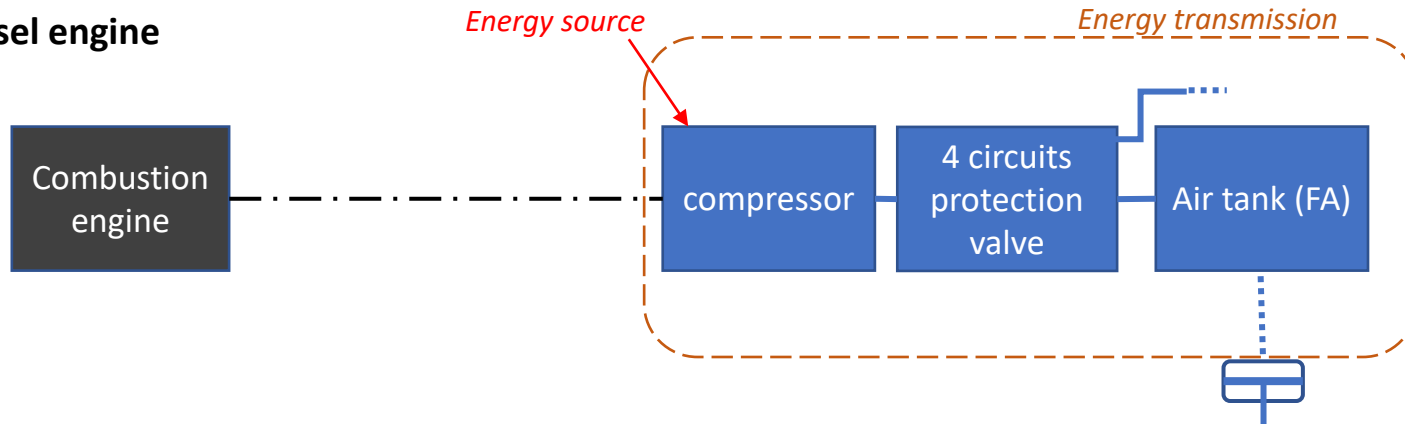 sel engine
Energy source
Energy transmission
Combustion
engine
compressor
4 circuits
protection
valve
Air tank (FA)